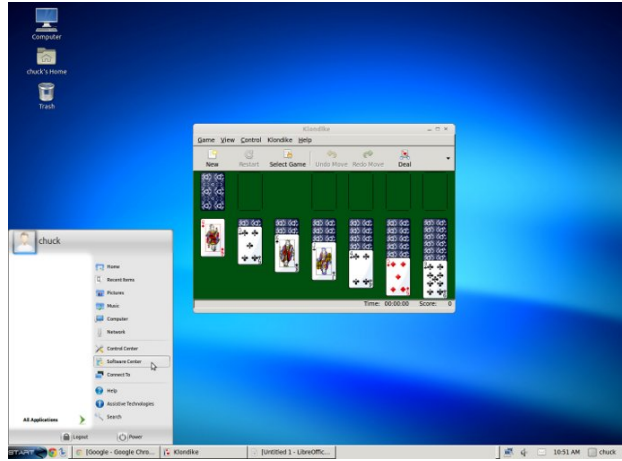 Computer
chuck's Home
Trash
Klondike
Game View Control Klondike Help
New Restart Select Game Undo Move Redo Move Deal
Time: 00:00:00 Score: 0
chuck
Home
Recent Items
Pictures
Music
Computer
Network
Control Center
Software Center
Connect To
Help
Assistive Technologies
Search
All Applications
Logout Power
START [Google - Google Chro... Klondike [Untitled 1 - LibreOffic... 10:51 AM chuck